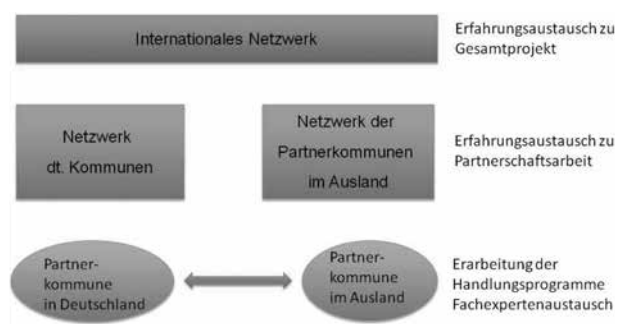 Internationales Netzwerk
Erfahrungsaustausch zu
Gesamtprojekt
Netzwerk
dt. Kommunen
Netzwerk der
Partnerkommunen
im Ausland
Erfahrungsaustausch zu
Partnerschaftsarbeit
Partner-
kommune
in Deutschland
Partner-
kommune
im Ausland
Erarbeitung der
Handlungsprogramme
Fachexpertenaustausch